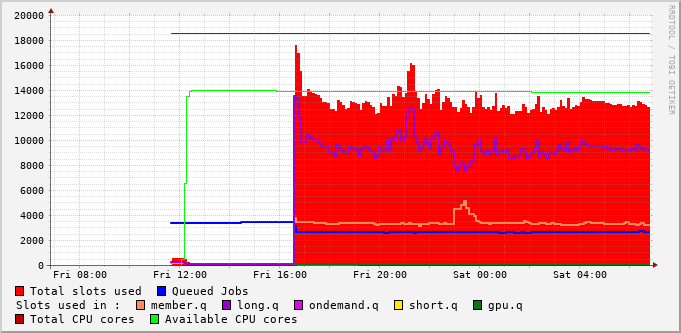 RRDTOOL / TOBI OETIKER
20000
18000
16000
14000
12000
10000
8000
6000
4000
2000
0
Fri 08:00 Fri 12:00 Fri 16:00 Fri 20:00 Sat 00:00 Sat 04:00
Total slots used Queued Jobs
Slots used in : member.q long.q ondemand.q short.q gpu.q
Total CPU cores Available CPU cores